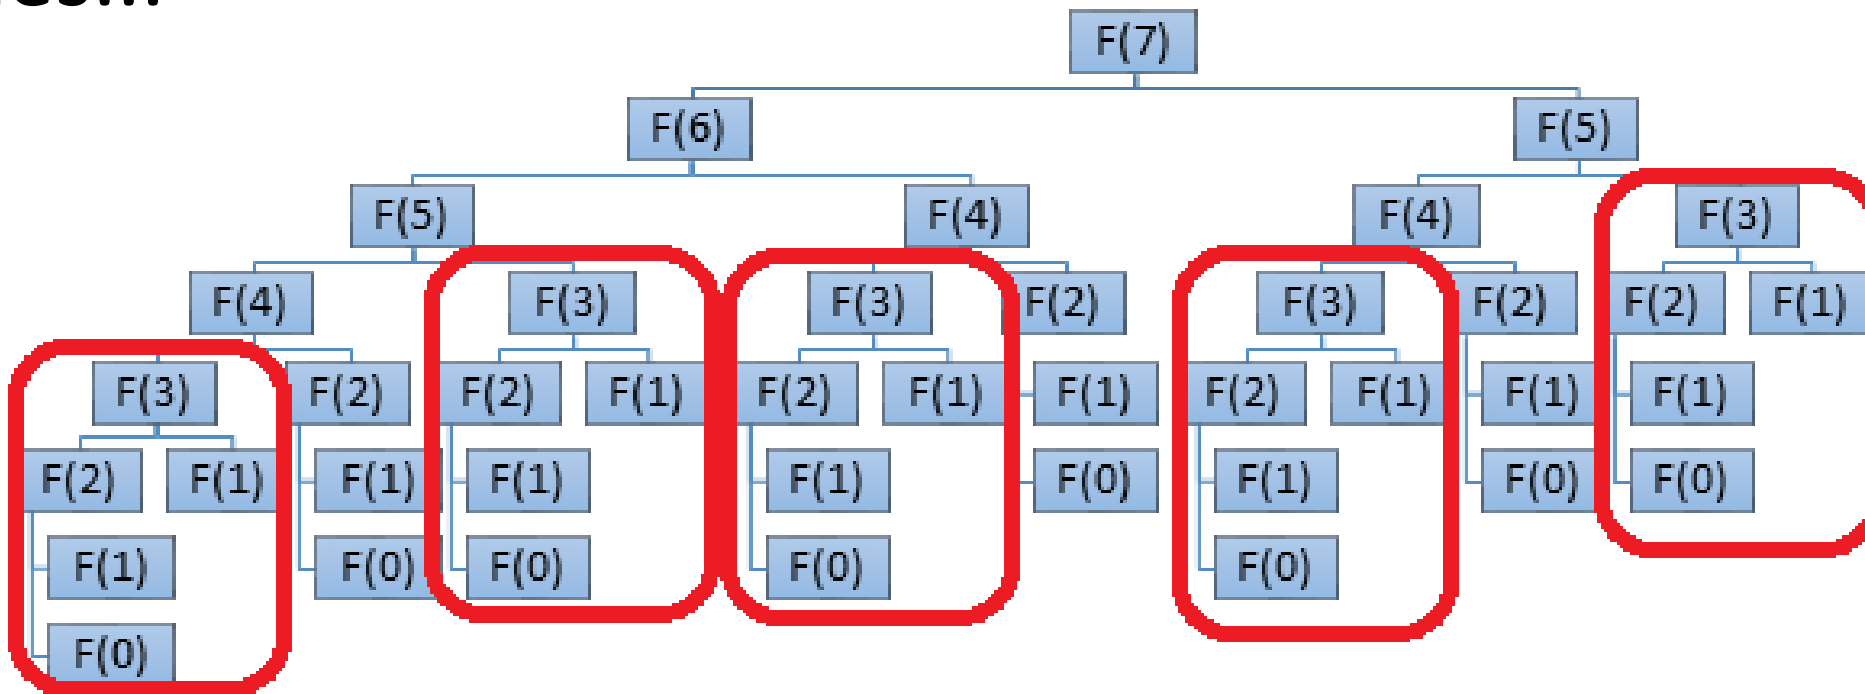 F(7)
F(6) F(5)
F(5) F(4) F(4) F(3)
F(4) F(3) F(3) F(2) F(3) F(2) F(2) F(1)
F(3) F(2) F(2) F(1) F(2) F(1) F(1) F(2) F(1) F(1) F(1)
F(2) F(1) F(1) F(1) F(1) F(0) F(1) F(0) F(0)
F(1) F(0) F(0) F(0) F(0)
F(0)